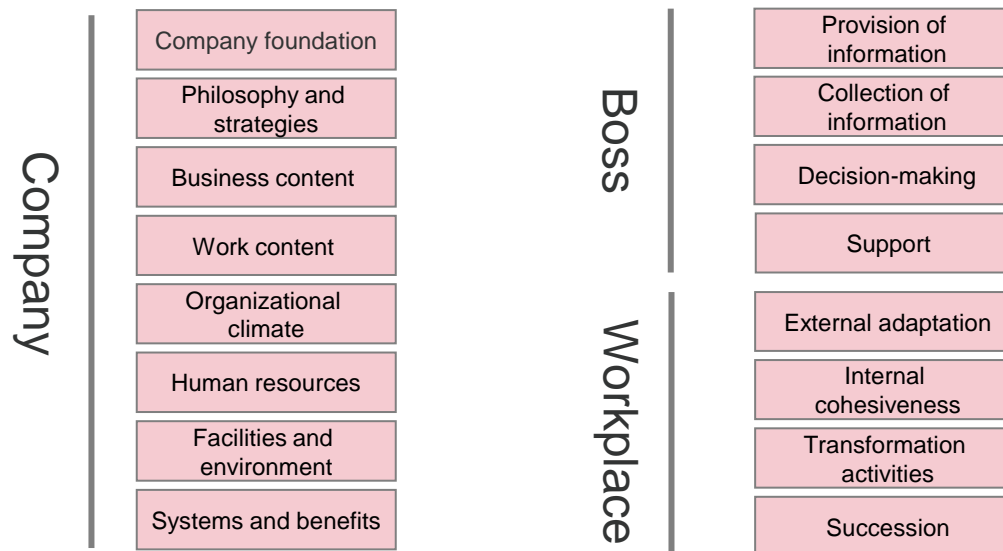 Company
Company foundation
Philosophy and
strategies
Business content
Work content
Organizational
climate
Human resources
Facilities and
environment
Systems and benefits
Boss
Provision of
information
Collection of
information
Decision-making
Support
Workplace
External adaptation
Internal
cohesiveness
Transformation
activities
Succession